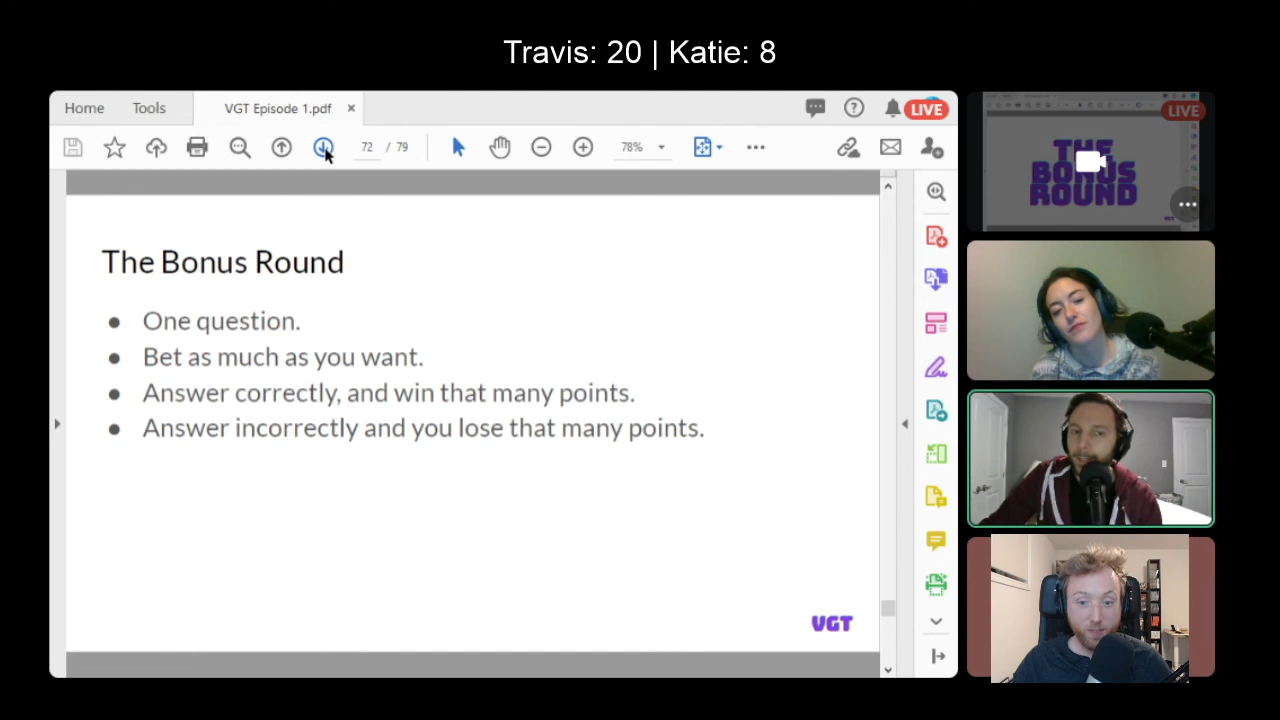 Travis: 20 | Katie: 8
Home Tools VGT Episode 1.pdf × LIVE
72 / 79 78%
LIVE
THE
BONUS
ROUND
The Bonus Round
One question.
Bet as much as you want.
Answer correctly, and win that many points.
Answer incorrectly and you lose that many points.
VGT